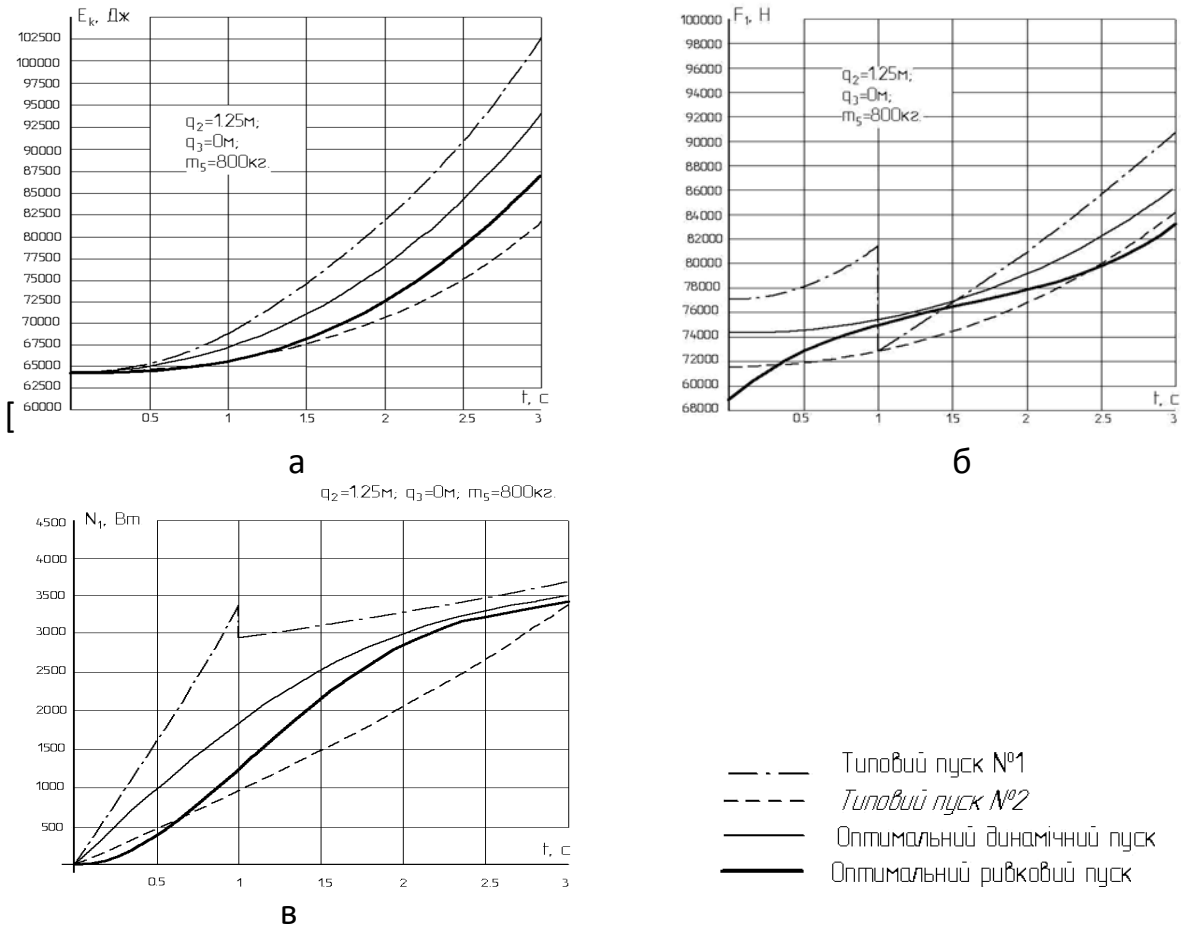 E_k, Дж
102500
100000
97500
95000
92500
90000
87500
85000
82500
80000
77500
75000
72500
70000
67500
65000
62500
60000
q₂=1.25м;
q₃=0м;
m₅=800кг.
0.5 1 1.5 2 2.5 3
t, с
[
а
F₁, Н
100000
98000
96000
94000
92000
90000
88000
86000
84000
82000
80000
78000
76000
74000
72000
60000
68000
q₂=1.25м;
q₃=0м;
m₅=800кг.
0.5 1 1.5 2 2.5 3
t, с
б
q₂=1.25м; q₃=0м; m₅=800кг.
N₁, Вт
4500
4000
3500
3000
2500
2000
1000
1000
500
0.5 1 1.5 2 2.5 3
t, с
в
Типовий пуск №1
Типовий пуск №2
Оптимальний динамічний пуск
Оптимальний ривковий пуск